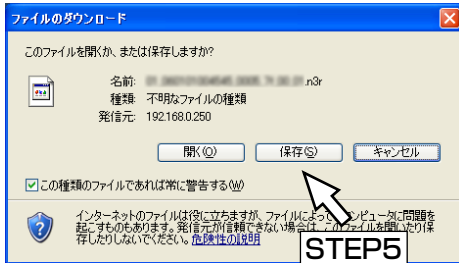 ファイルのダウンロード
このファイルを開くか、または保存しますか?
名前: .n3r
種類: 不明なファイルの種類
発信元: 192.168.0.250
開く(O) 保存(S) キャンセル
この種類のファイルであれば常に警告する(W)
インターネットのファイルは役に立ちますが、ファイルによってコンピュータに問題を
起こすものもあります。発信元が信頼できない場合は、このファイルを開いたり保
存したりしないでください。危険性の説明
STEP5